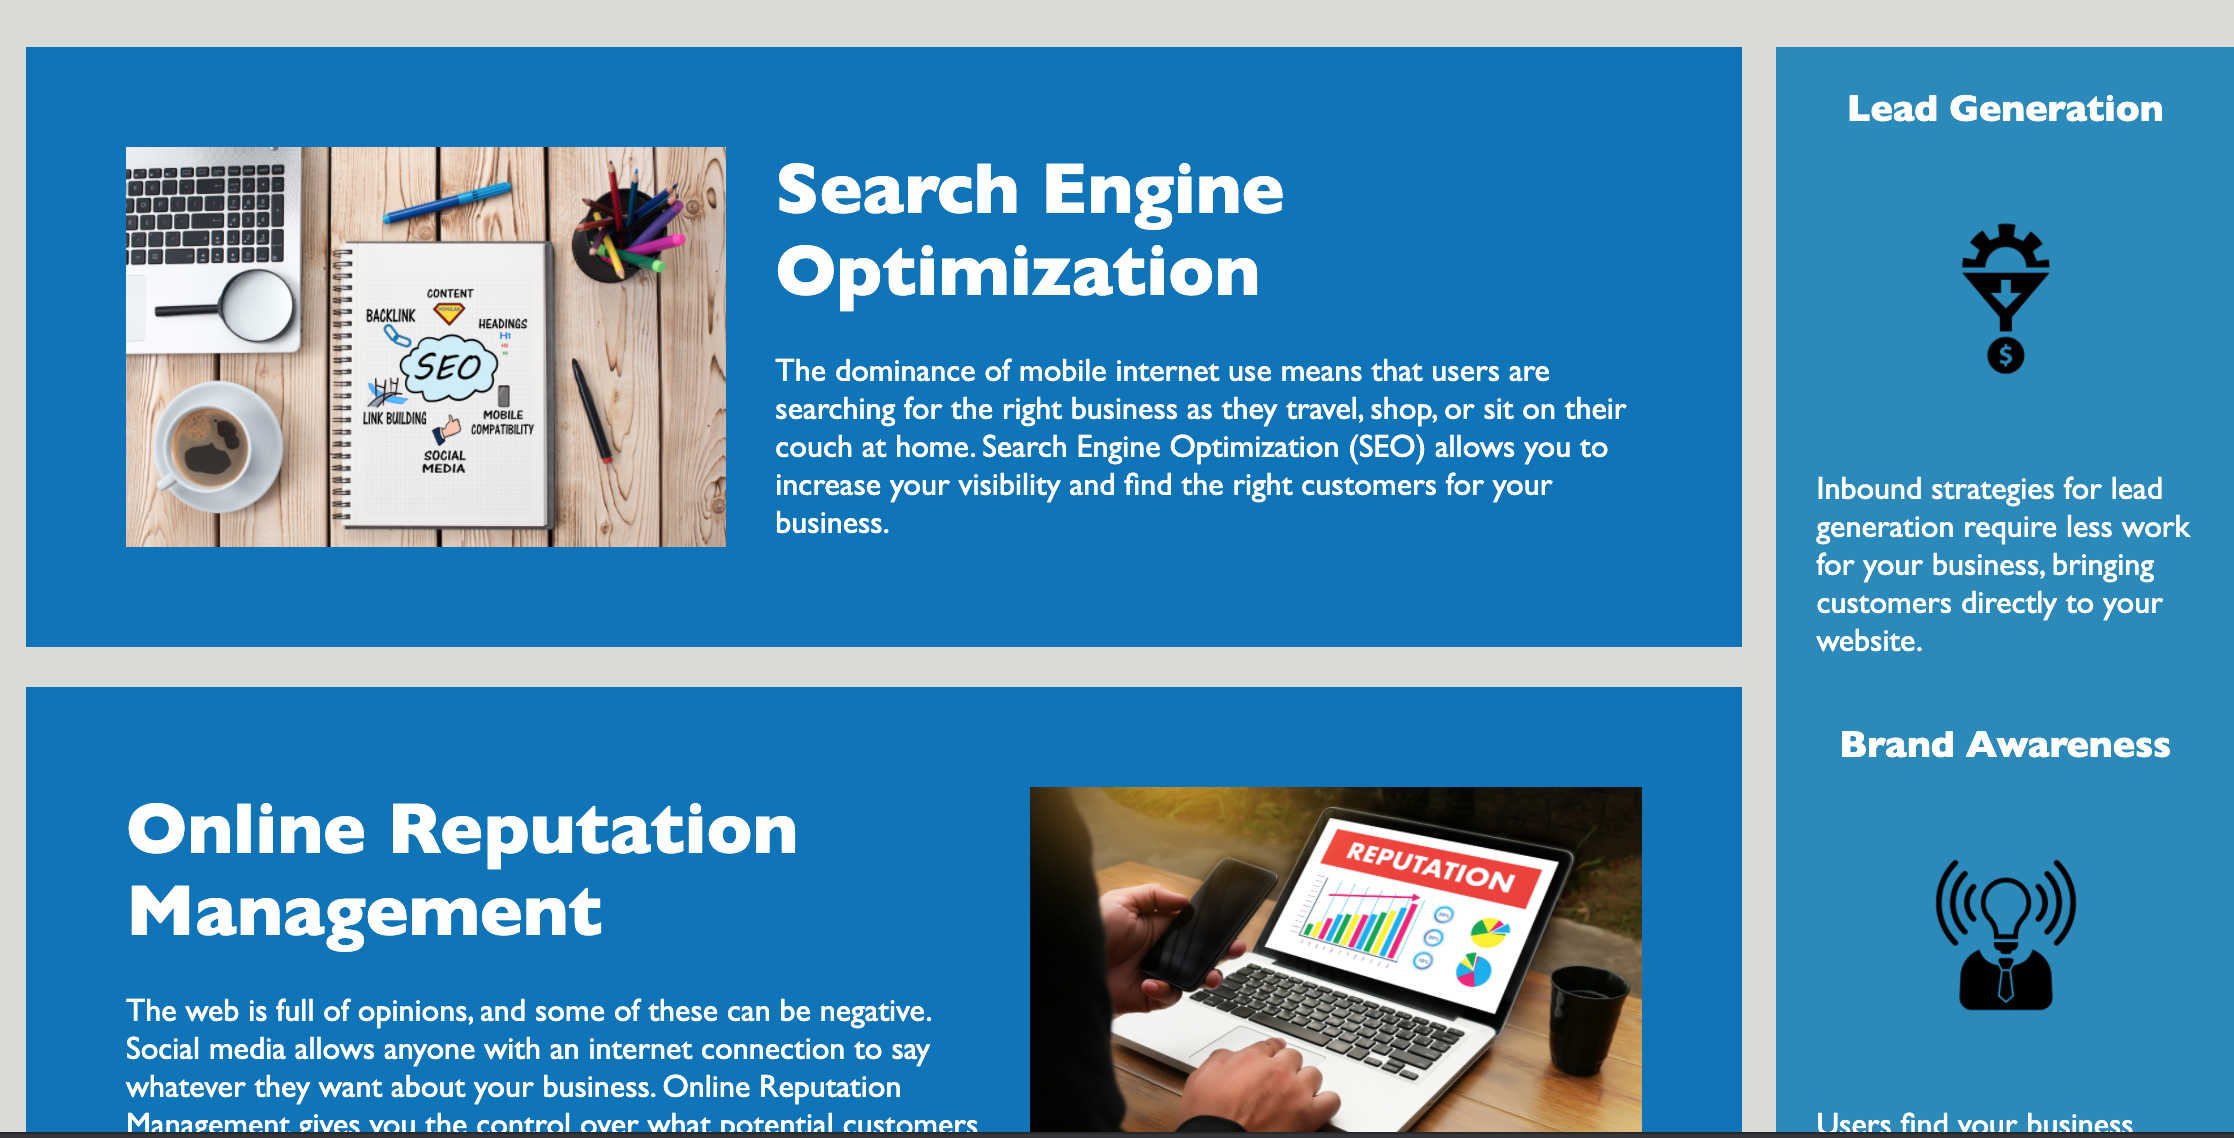 Search Engine
Optimization
The dominance of mobile internet use means that users are
searching for the right business as they travel, shop, or sit on their
couch at home. Search Engine Optimization (SEO) allows you to
increase your visibility and find the right customers for your
business.
CONTENT
BACKLINK
HEADINGS
H1
H2
SEO
LINK BUILDING
MOBILE
COMPATIBILITY
SOCIAL
MEDIA
Online Reputation
Management
The web is full of opinions, and some of these can be negative.
Social media allows anyone with an internet connection to say
whatever they want about your business. Online Reputation
Management gives you the control over what potential customers
REPUTATION
Lead Generation
$
Inbound strategies for lead
generation require less work
for your business, bringing
customers directly to your
website.
Brand Awareness
Users find your business